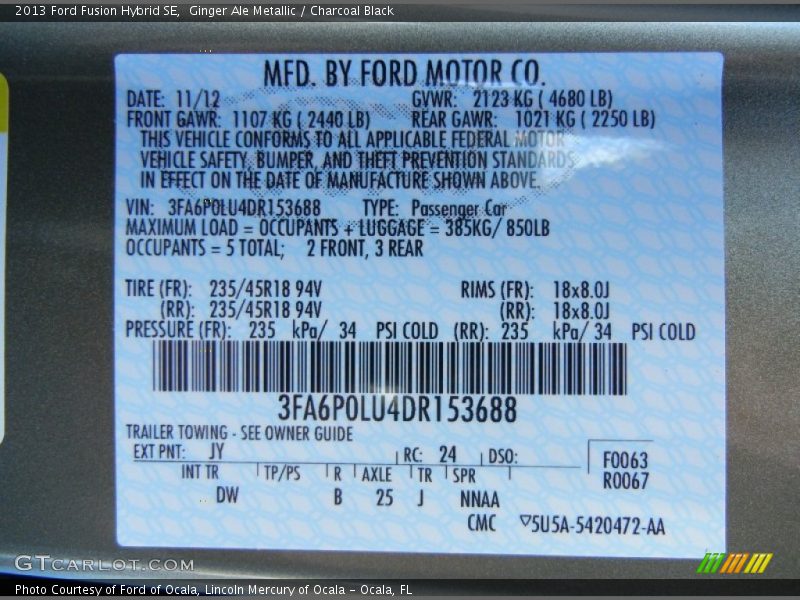 2013 Ford Fusion Hybrid SE, Ginger Ale Metallic / Charcoal Black
MFD. BY FORD MOTOR CO.
DATE: 11/12 GVWR: 2123 KG ( 4680 LB)
FRONT GAWR: 1107 KG ( 2440 LB) REAR GAWR: 1021 KG ( 2250 LB)
THIS VEHICLE CONFORMS TO ALL APPLICABLE FEDERAL MOTOR
VEHICLE SAFETY, BUMPER, AND THEFT PREVENTION STANDARDS
IN EFFECT ON THE DATE OF MANUFACTURE SHOWN ABOVE.
VIN: 3FA6P0LU4DR153688 TYPE: Passenger Car
MAXIMUM LOAD = OCCUPANTS + LUGGAGE = 385KG/ 850LB
OCCUPANTS = 5 TOTAL; 2 FRONT, 3 REAR
TIRE (FR): 235/45R18 94V RIMS (FR): 18x8.0J
(RR): 235/45R18 94V (RR): 18x8.0J
PRESSURE (FR): 235 kPa/ 34 PSI COLD (RR): 235 kPa/ 34 PSI COLD
3FA6P0LU4DR153688
TRAILER TOWING - SEE OWNER GUIDE
EXT PNT: JY RC: 24 DSO: F0063
INT TR TP/PS R AXLE TR SPR R0067
DW B 25 J NNAA
CMC ▽5U5A-5420472-AA
GTCARLOT.COM
Photo Courtesy of Ford of Ocala, Lincoln Mercury of Ocala – Ocala, FL